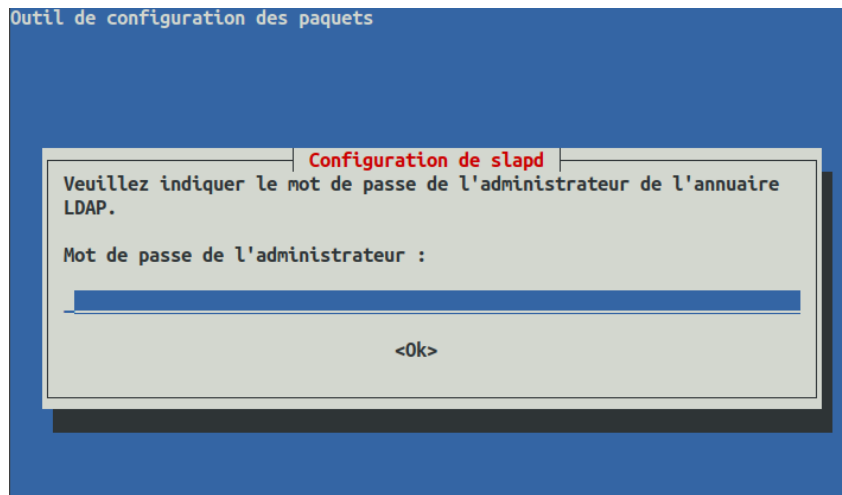 Outil de configuration des paquets
Configuration de slapd
Veuillez indiquer le mot de passe de l'administrateur de l'annuaire
LDAP.
Mot de passe de l'administrateur :
<Ok>